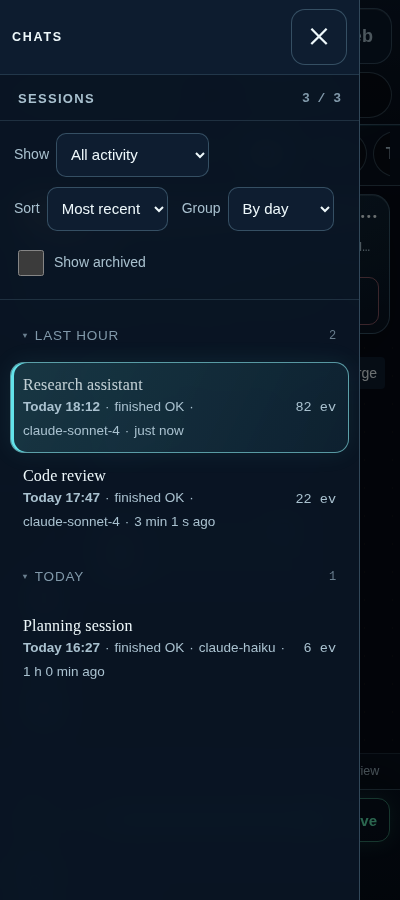 CHATS
SESSIONS 3 / 3
Show All activity
Sort Most recent Group By day
Show archived
▾ LAST HOUR 2
Research assistant
Today 18:12 · finished OK · 82 ev
claude-sonnet-4 · just now
Code review
Today 17:47 · finished OK · 22 ev
claude-sonnet-4 · 3 min 1 s ago
▾ TODAY 1
Planning session
Today 16:27 · finished OK · claude-haiku · 6 ev
1 h 0 min ago